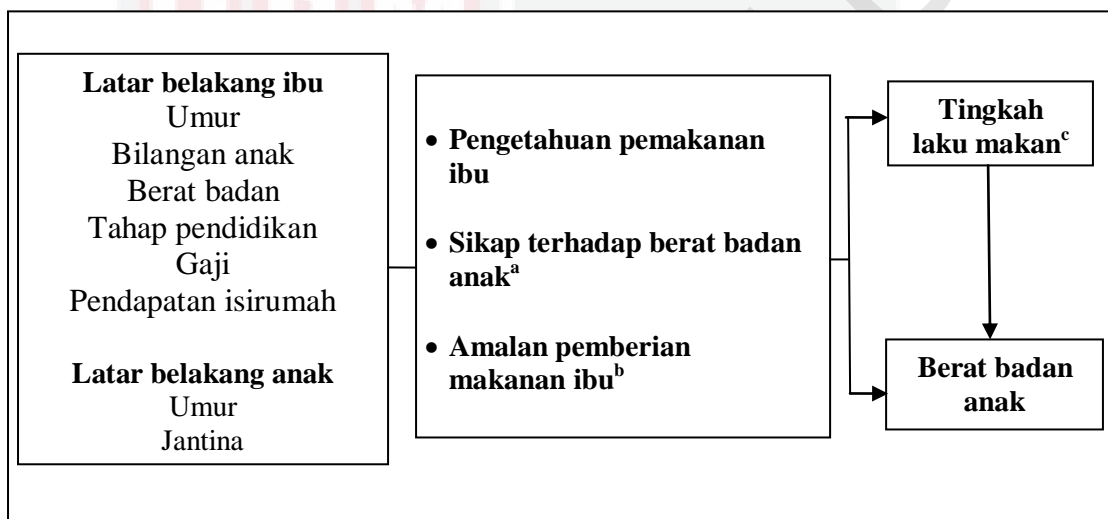 Latar belakang ibu
Umur
Bilangan anak
Berat badan
Tahap pendidikan
Gaji
Pendapatan isirumah
Latar belakang anak
Umur
Jantina
• Pengetahuan pemakanan
ibu
• Sikap terhadap berat badan
anakᵃ
• Amalan pemberian
makanan ibuᵇ
Tingkah
laku makanᶜ
Berat badan
anak